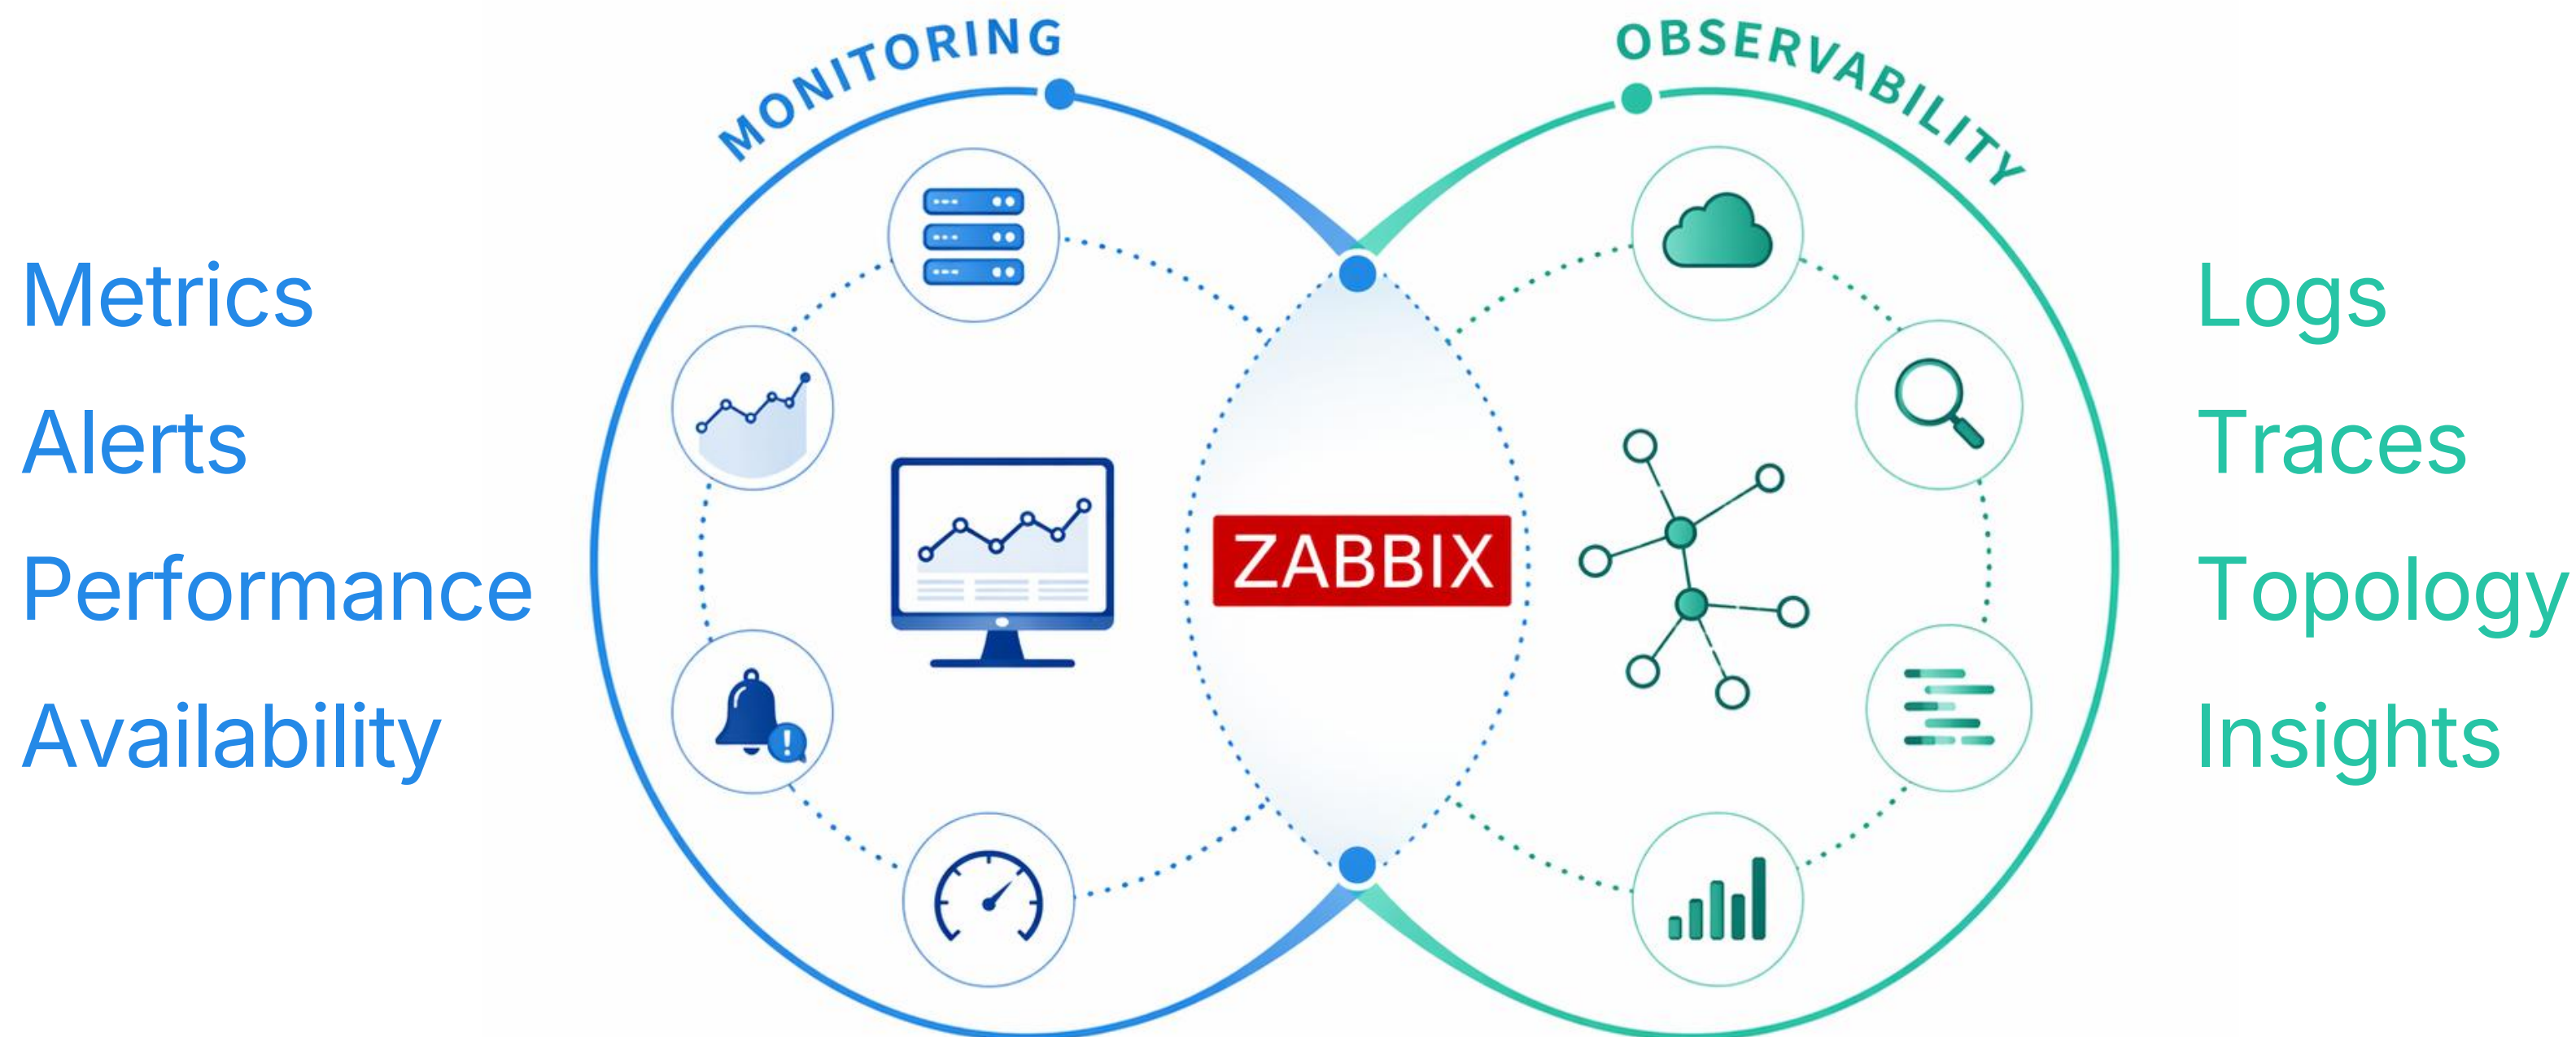 MONITORING
OBSERVABILITY
Metrics
Alerts
Performance
Availability
ZABBIX
Logs
Traces
Topology
Insights